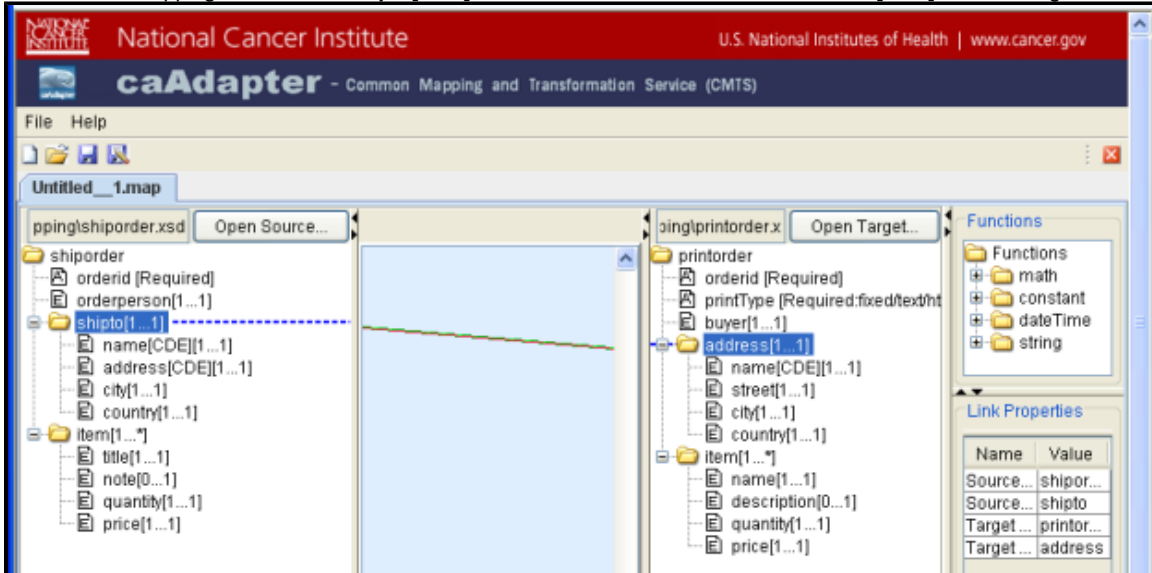 NATIONAL CANCER INSTITUTE
National Cancer Institute
U.S. National Institutes of Health | www.cancer.gov
caAdapter - Common Mapping and Transformation Service (CMTS)
File Help
Untitled__1.map
pping\shiporder.xsd
Open Source...
shiporder
A orderid [Required]
E orderperson[1...1]
shipto[1...1]
E name[CDE][1...1]
E address[CDE][1...1]
E city[1...1]
E country[1...1]
item[1...*]
E title[1...1]
E note[0...1]
E quantity[1...1]
E price[1...1]
ping\printorder.x
Open Target...
printorder
A orderid [Required]
A printType [Required:fixed/text/ht
E buyer[1...1]
address[1...1]
E name[CDE][1...1]
E street[1...1]
E city[1...1]
E country[1...1]
item[1...*]
E name[1...1]
E description[0...1]
E quantity[1...1]
E price[1...1]
Functions
Functions
math
constant
dateTime
string
Link Properties
Name Value
Source... shipor...
Source... shipto
Target ... printor...
Target ... address